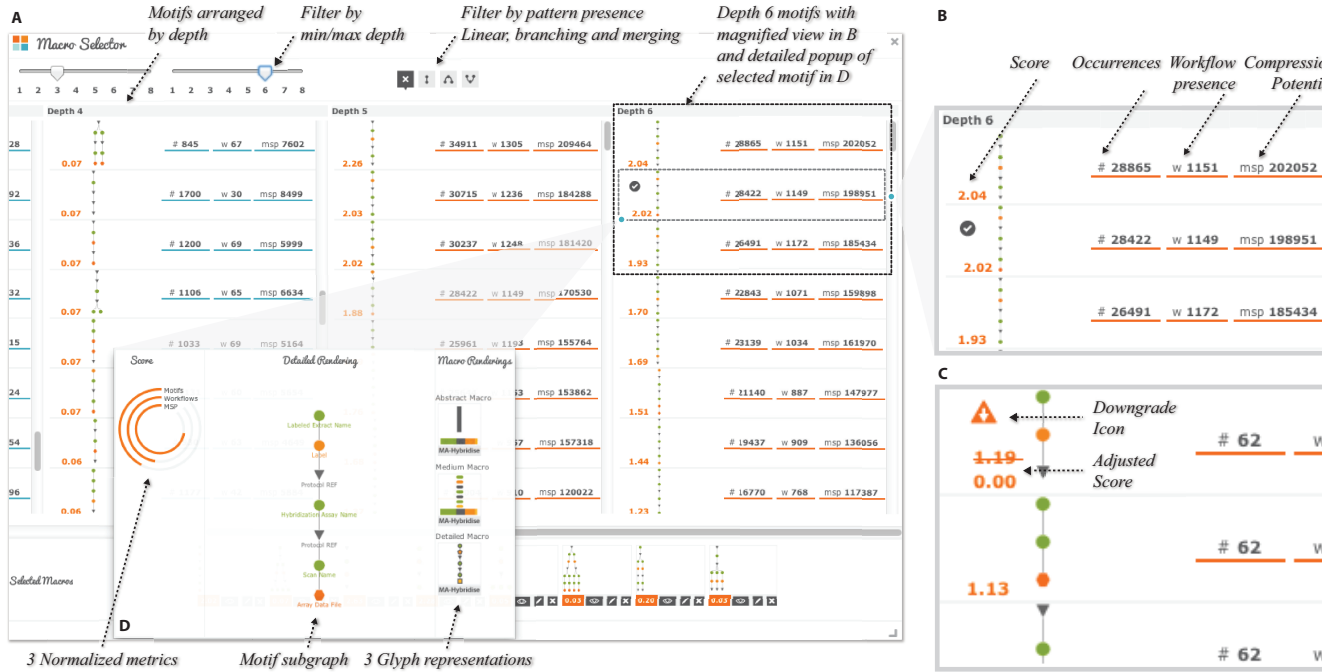 A
Motifs arranged
by depth
Filter by
min/max depth
Filter by pattern presence
Linear, branching and merging
Depth 6 motifs with
magnified view in B
and detailed popup of
selected motif in D
Macro Selector
1 2 3 4 5 6 7 8
1 2 3 4 5 6 7 8
Depth 4
28
0.07
# 845 w 67 msp 7602
92
0.07
# 1700 w 30 msp 8499
36
0.07
# 1200 w 69 msp 5999
32
0.07
# 1106 w 65 msp 6634
15
0.07
# 1033 w 69 msp 5164
24
0.07
54
0.06
96
0.06
Depth 5
2.26
# 34911 w 1305 msp 209464
2.03
# 30715 w 1236 msp 184288
2.02
# 30237 w 1248 msp 181420
1.88
# 28422 w 1149 msp 170530
# 25961 w 1193 msp 155764
msp 153862
msp 157318
msp 120022
Depth 6
2.04
# 28865 w 1151 msp 202052
2.02
# 28422 w 1149 msp 198951
1.93
# 26491 w 1172 msp 185434
1.70
# 22843 w 1071 msp 159898
1.69
# 23139 w 1034 msp 161970
1.51
# 21140 w 887 msp 147977
1.44
# 19437 w 909 msp 136056
1.23
# 16770 w 768 msp 117387
Selected Macros
0.03
0.20
0.03
Score
Motifs
Workflows
MSP
Detailed Rendering
Labeled Extract Name
Label
Protocol REF
Hybridization Assay Name
Protocol REF
Scan Name
Array Data File
Macro Renderings
Abstract Macro
MA-Hybridise
Medium Macro
MA-Hybridise
Detailed Macro
MA-Hybridise
D
3 Normalized metrics
Motif subgraph
3 Glyph representations
B
Score
Occurrences
Workflow
presence
Compressio
Potenti
Depth 6
# 28865 w 1151 msp 202052
2.04
# 28422 w 1149 msp 198951
2.02
# 26491 w 1172 msp 185434
1.93
C
Downgrade
Icon
1.19
Adjusted
Score
0.00
# 62 w
# 62 w
1.13
# 62 w